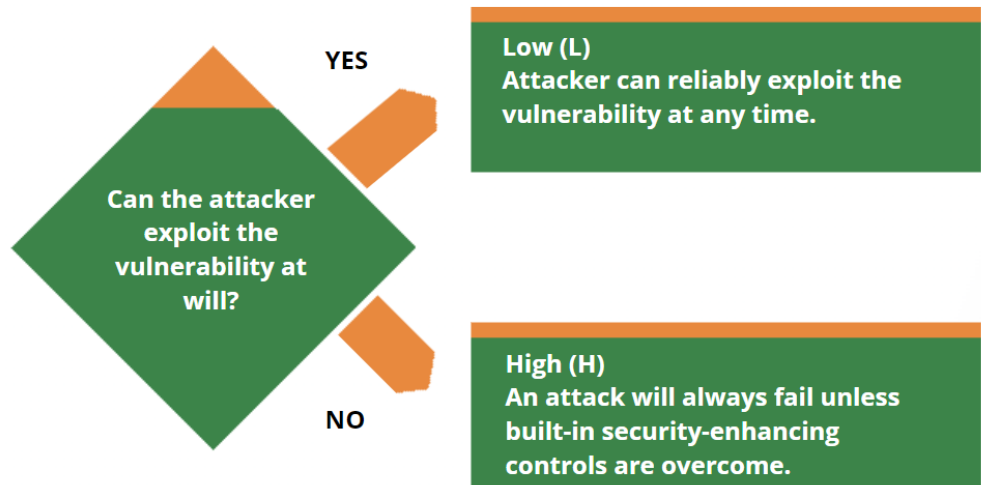 YES
Low (L)
Attacker can reliably exploit the
vulnerability at any time.
Can the attacker
exploit the
vulnerability at
will?
NO
High (H)
An attack will always fail unless
built-in security-enhancing
controls are overcome.